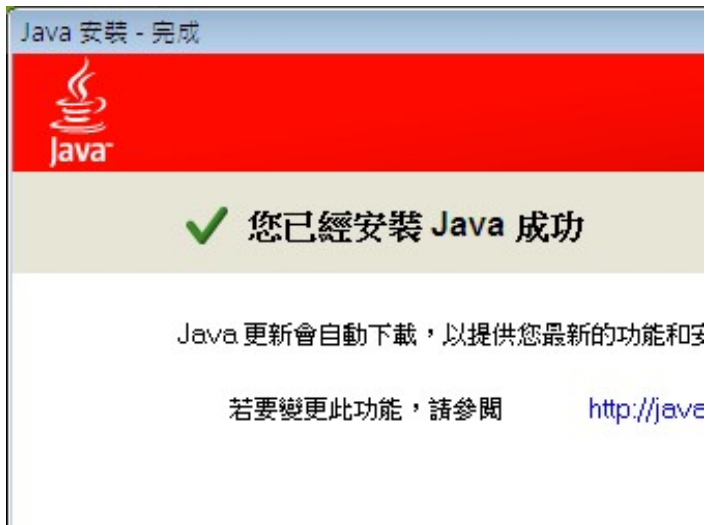 Java 安裝 - 完成
Java™
您已經安裝 Java 成功
Java 更新會自動下載，以提供您最新的功能和安
若要變更此功能，請參閱 http://java